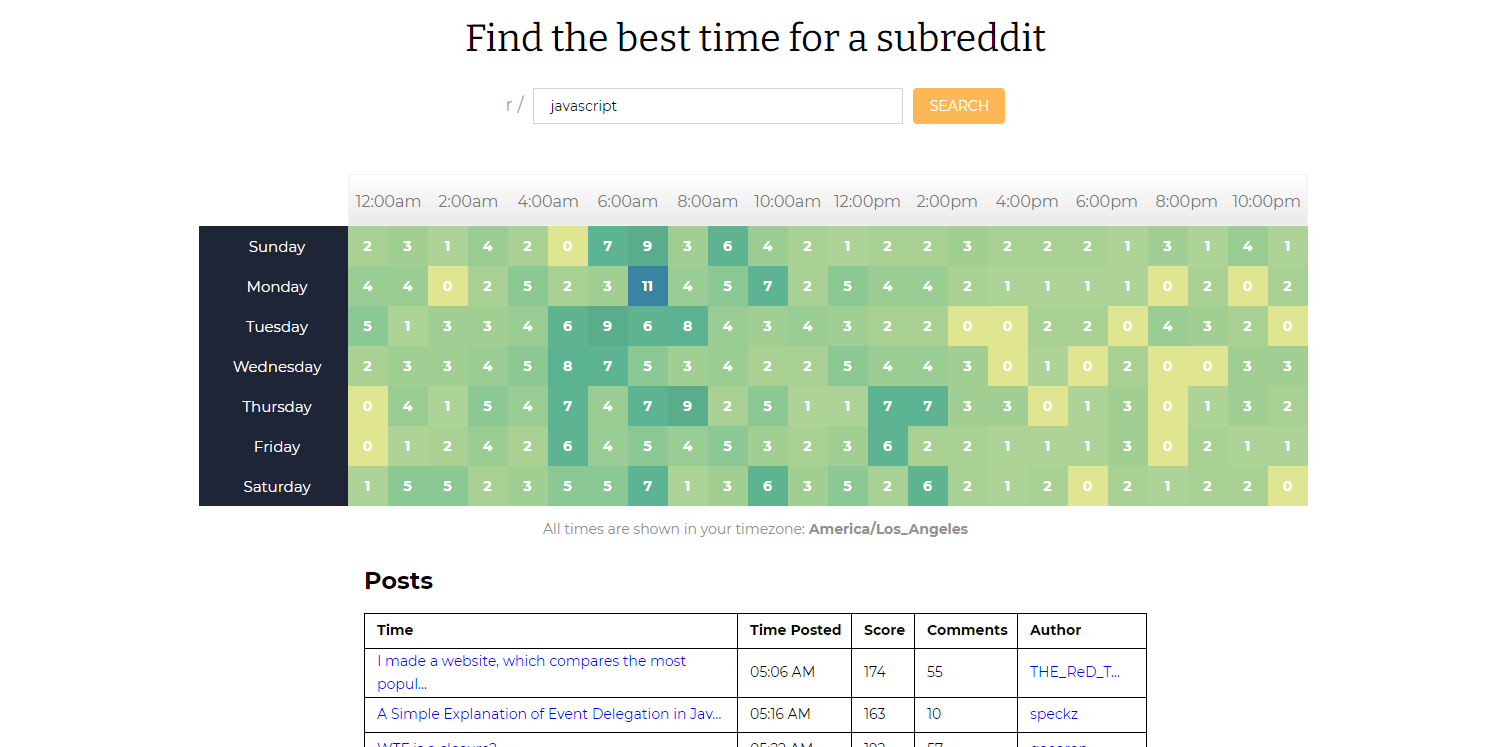 Find the best time for a subreddit
r / javascript SEARCH
12:00am 2:00am 4:00am 6:00am 8:00am 10:00am 12:00pm 2:00pm 4:00pm 6:00pm 8:00pm 10:00pm
Sunday 2 3 1 4 2 0 7 9 3 6 4 2 1 2 2 3 2 2 2 1 3 1 4 1
Monday 4 4 0 2 5 2 3 11 4 5 7 2 5 4 4 2 1 1 1 1 0 2 0 2
Tuesday 5 1 3 3 4 6 9 6 8 4 3 4 3 2 2 0 0 2 2 0 4 3 2 0
Wednesday 2 3 3 4 5 8 7 5 3 4 2 2 5 4 4 3 0 1 0 2 0 0 3 3
Thursday 0 4 1 5 4 7 4 7 9 2 5 1 1 7 7 3 3 0 1 3 0 1 3 2
Friday 0 1 2 4 2 6 4 5 4 5 3 2 3 6 2 2 1 1 1 3 0 2 1 1
Saturday 1 5 5 2 3 5 5 7 1 3 6 3 5 2 6 2 1 2 0 2 1 2 2 0
All times are shown in your timezone: America/Los_Angeles
Posts
Time Time Posted Score Comments Author
I made a website, which compares the most
popul... 05:06 AM 174 55 THE_ReD_T...
A Simple Explanation of Event Delegation in Jav... 05:16 AM 163 10 speckz